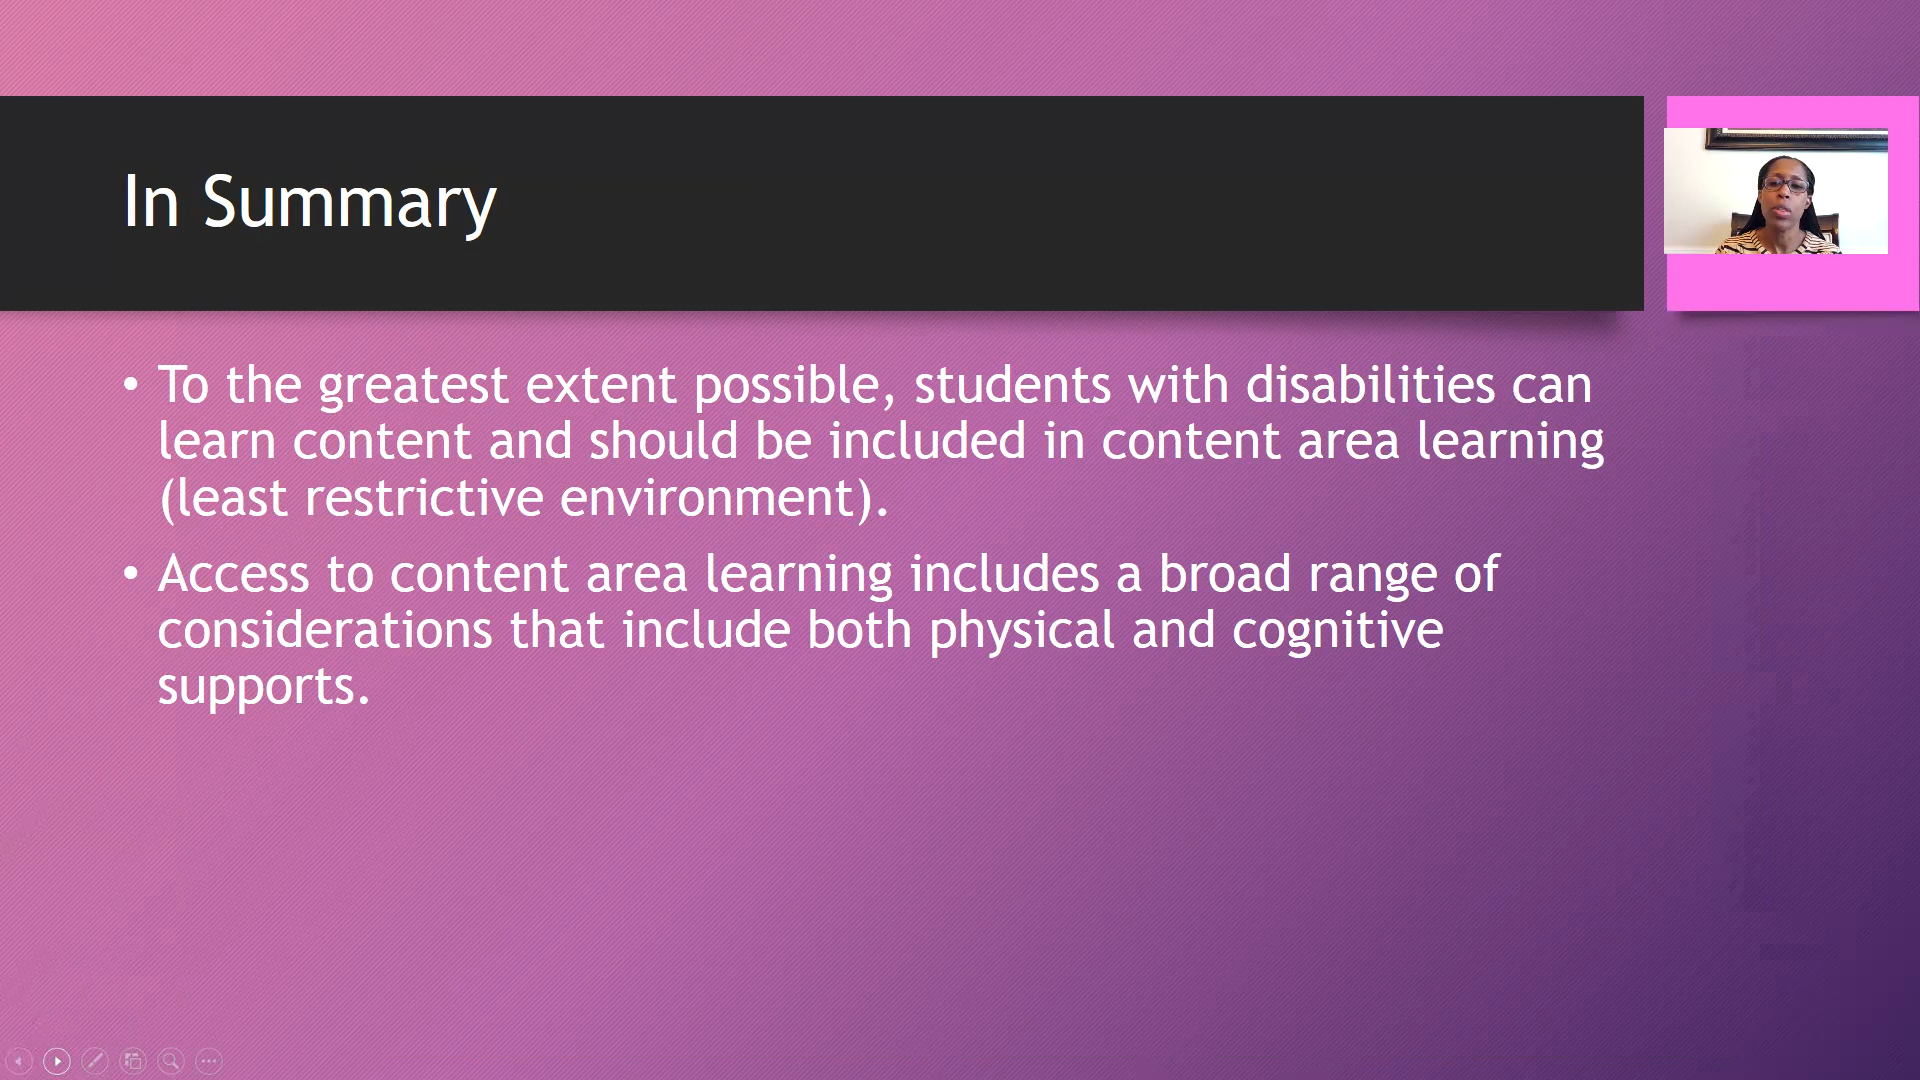 In Summary
• To the greatest extent possible, students with disabilities can
learn content and should be included in content area learning
(least restrictive environment).
• Access to content area learning includes a broad range of
considerations that include both physical and cognitive
supports.